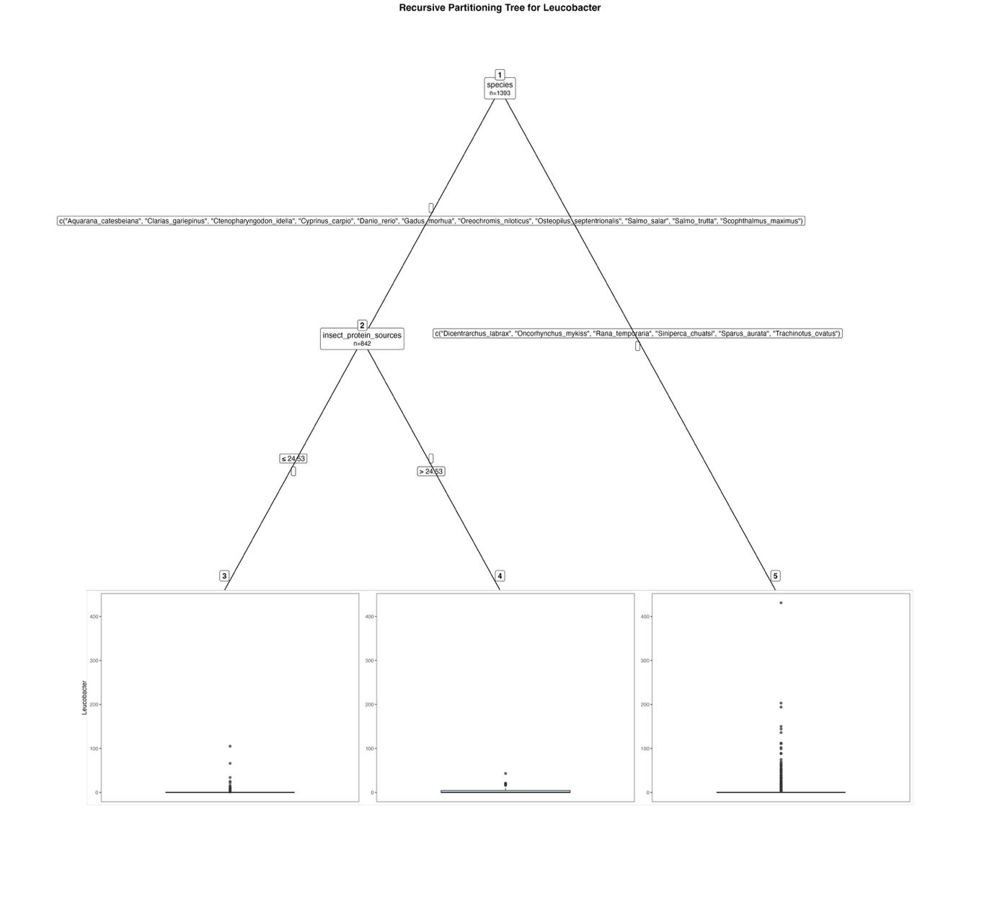 Recursive Partitioning Tree for Leucobacter
1
species
n=1393
c("Aquarana_catesbeiana", "Clarias_gariepinus", "Ctenopharyngodon_idella", "Cyprinus_carpio", "Danio_rerio", "Gadus_morhua", "Oreochromis_niloticus", "Osteopilus_septentrionalis", "Salmo_salar", "Salmo_trutta", "Scophthalmus_maximus")
2
insect_protein_sources
n=842
c("Dicentrarchus_labrax", "Oncorhynchus_mykiss", "Rana_temporaria", "Siniperca_chuatsi", "Sparus_aurata", "Trachinotus_ovatus")
≤ 24.53
> 24.53
3
4
5
Leucobacter
400
300
200
100
0
400
300
200
100
0
400
300
200
100
0